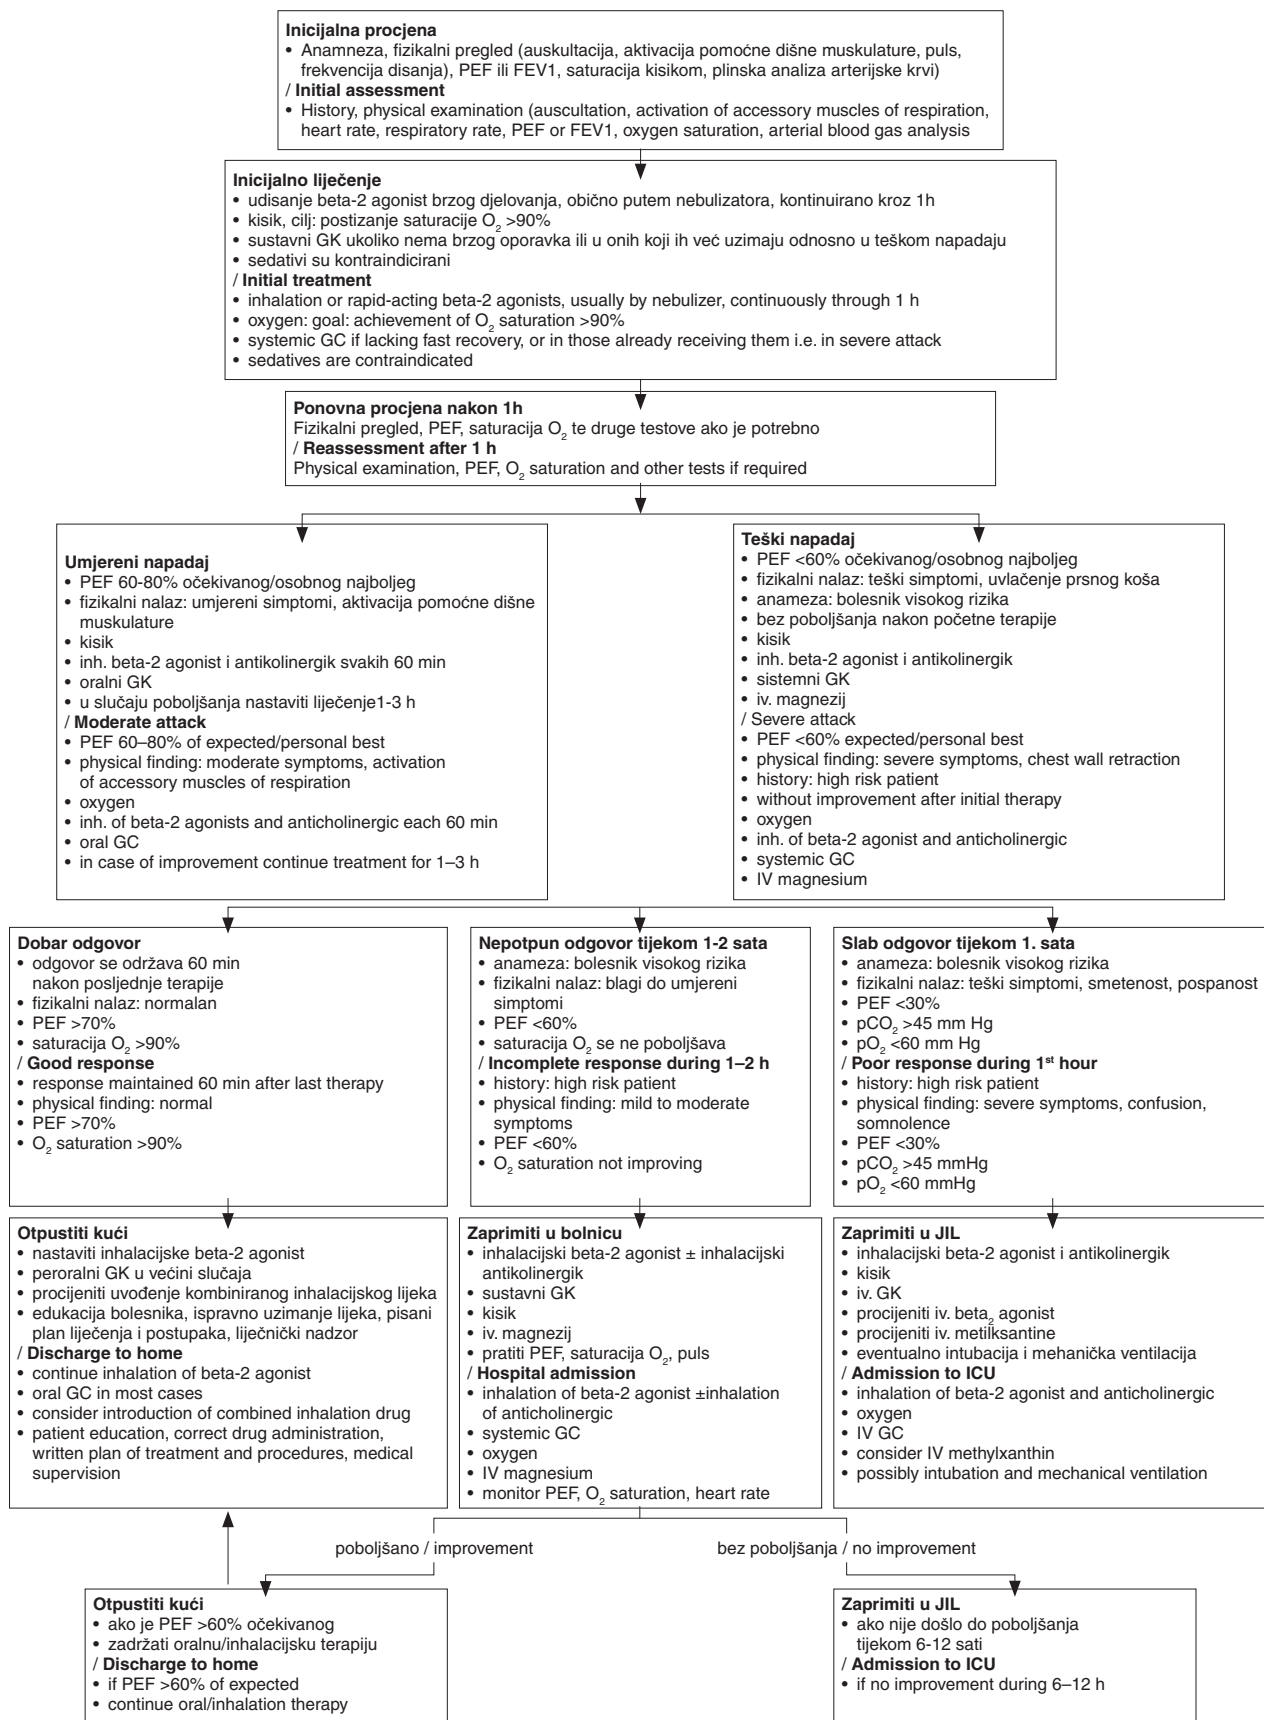 Inicijalna procjena
• Anamneza, fizikalni pregled (auskultacija, aktivacija pomoćne dišne muskulature, puls,
frekvencija disanja), PEF ili FEV1, saturacija kisikom, plinska analiza arterijske krvi)
/ Initial assessment
• History, physical examination (auscultation, activation of accessory muscles of respiration,
heart rate, respiratory rate, PEF or FEV1, oxygen saturation, arterial blood gas analysis
Inicijalno liječenje
• udisanje beta-2 agonist brzog djelovanja, obično putem nebulizatora, kontinuirano kroz 1h
• kisik, cilj: postizanje saturacije O₂ >90%
• sustavni GK ukoliko nema brzog oporavka ili u onih koji ih već uzimaju odnosno u teškom napadaju
• sedativi su kontraindicirani
/ Initial treatment
• inhalation or rapid-acting beta-2 agonists, usually by nebulizer, continuously through 1 h
• oxygen: goal: achievement of O₂ saturation >90%
• systemic GC if lacking fast recovery, or in those already receiving them i.e. in severe attack
• sedatives are contraindicated
Ponovna procjena nakon 1h
Fizikalni pregled, PEF, saturacija O₂ te druge testove ako je potrebno
/ Reassessment after 1 h
Physical examination, PEF, O₂ saturation and other tests if required
Umjereni napadaj
• PEF 60-80% očekivanog/osobnog najboljeg
• fizikalni nalaz: umjereni simptomi, aktivacija pomoćne dišne
muskulature
• kisik
• inh. beta-2 agonist i antikolinergik svakih 60 min
• oralni GK
• u slučaju poboljšanja nastaviti liječenje1-3 h
/ Moderate attack
• PEF 60–80% of expected/personal best
• physical finding: moderate symptoms, activation
of accessory muscles of respiration
• oxygen
• inh. of beta-2 agonists and anticholinergic each 60 min
• oral GC
• in case of improvement continue treatment for 1–3 h
Teški napadaj
• PEF <60% očekivanog/osobnog najboljeg
• fizikalni nalaz: teški simptomi, uvlačenje prsnog koša
• anameza: bolesnik visokog rizika
• bez poboljšanja nakon početne terapije
• kisik
• inh. beta-2 agonist i antikolinergik
• sistemni GK
• iv. magnezij
/ Severe attack
• PEF <60% expected/personal best
• physical finding: severe symptoms, chest wall retraction
• history: high risk patient
• without improvement after initial therapy
• oxygen
• inh. of beta-2 agonist and anticholinergic
• systemic GC
• IV magnesium
Dobar odgovor
• odgovor se održava 60 min
nakon posljednje terapije
• fizikalni nalaz: normalan
• PEF >70%
• saturacija O₂ >90%
/ Good response
• response maintained 60 min after last therapy
• physical finding: normal
• PEF >70%
• O₂ saturation >90%
Nepotpun odgovor tijekom 1-2 sata
• anameza: bolesnik visokog rizika
• fizikalni nalaz: blagi do umjereni
simptomi
• PEF <60%
• saturacija O₂ se ne poboljšava
/ Incomplete response during 1–2 h
• history: high risk patient
• physical finding: mild to moderate
symptoms
• PEF <60%
• O₂ saturation not improving
Slab odgovor tijekom 1. sata
• anameza: bolesnik visokog rizika
• fizikalni nalaz: teški simptomi, smetenost, pospanost
• PEF <30%
• pCO₂ >45 mm Hg
• pO₂ <60 mm Hg
/ Poor response during 1st hour
• history: high risk patient
• physical finding: severe symptoms, confusion,
somnolence
• PEF <30%
• pCO₂ >45 mmHg
• pO₂ <60 mmHg
Otpustiti kući
• nastaviti inhalacijske beta-2 agonist
• peroralni GK u većini slučaja
• procijeniti uvođenje kombiniranog inhalacijskog lijeka
• edukacija bolesnika, ispravno uzimanje lijeka, pisani
plan liječenja i postupaka, liječnički nadzor
/ Discharge to home
• continue inhalation of beta-2 agonist
• oral GC in most cases
• consider introduction of combined inhalation drug
• patient education, correct drug administration,
written plan of treatment and procedures, medical
supervision
Zaprimiti u bolnicu
• inhalacijski beta-2 agonist ± inhalacijski
antikolinergik
• sustavni GK
• kisik
• iv. magnezij
• pratiti PEF, saturacija O₂, puls
/ Hospital admission
• inhalation of beta-2 agonist ±inhalation
of anticholinergic
• systemic GC
• oxygen
• IV magnesium
• monitor PEF, O₂ saturation, heart rate
Zaprimiti u JIL
• inhalacijski beta-2 agonist i antikolinergik
• kisik
• iv. GK
• procijeniti iv. beta₂ agonist
• procijeniti iv. metilksantine
• eventualno intubacija i mehanička ventilacija
/ Admission to ICU
• inhalation of beta-2 agonist and anticholinergic
• oxygen
• IV GC
• consider IV methylxanthin
• possibly intubation and mechanical ventilation
poboljšano / improvement
bez poboljšanja / no improvement
Otpustiti kući
• ako je PEF >60% očekivanog
• zadržati oralnu/inhalacijsku terapiju
/ Discharge to home
• if PEF >60% of expected
• continue oral/inhalation therapy
Zaprimiti u JIL
• ako nije došlo do poboljšanja
tijekom 6-12 sati
/ Admission to ICU
• if no improvement during 6–12 h